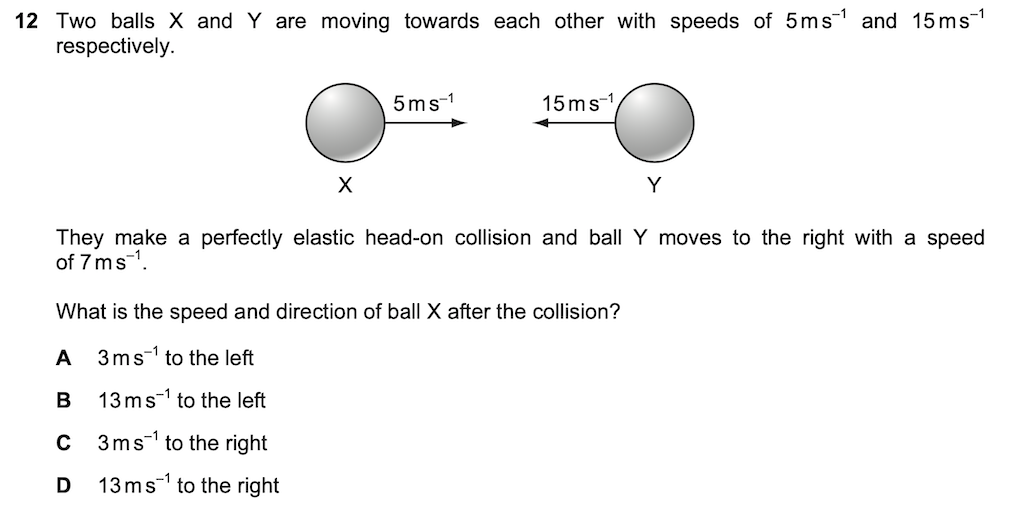 12 Two balls X and Y are moving towards each other with speeds of 5 m s⁻¹ and 15 m s⁻¹
respectively.
5 m s⁻¹ 15 m s⁻¹
X Y
They make a perfectly elastic head-on collision and ball Y moves to the right with a speed
of 7 m s⁻¹.
What is the speed and direction of ball X after the collision?
A 3 m s⁻¹ to the left
B 13 m s⁻¹ to the left
C 3 m s⁻¹ to the right
D 13 m s⁻¹ to the right